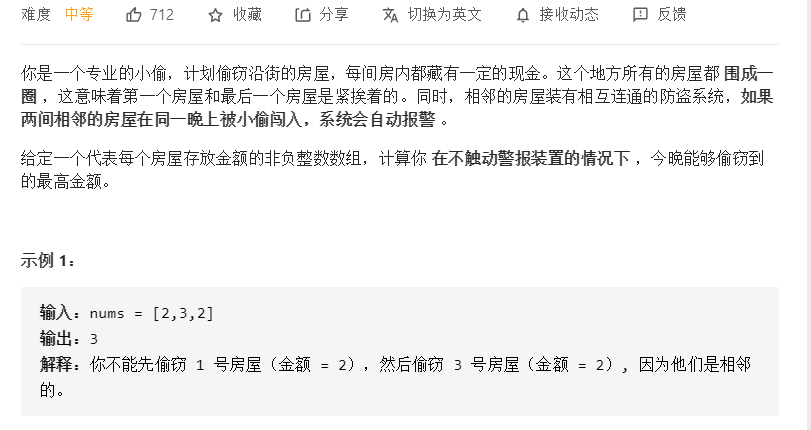 难度 中等 712 收藏 分享 切换为英文 接收动态 反馈
你是一个专业的小偷，计划偷窃沿街的房屋，每间房内都藏有一定的现金。这个地方所有的房屋都 围成一
圈 ，这意味着第一个房屋和最后一个房屋是紧挨着的。同时，相邻的房屋装有相互连通的防盗系统，如果
两间相邻的房屋在同一晚上被小偷闯入，系统会自动报警 。
给定一个代表每个房屋存放金额的非负整数数组，计算你 在不触动警报装置的情况下 ，今晚能够偷窃到
的最高金额。
示例 1：
输入：nums = [2,3,2]
输出：3
解释：你不能先偷窃 1 号房屋（金额 = 2），然后偷窃 3 号房屋（金额 = 2）, 因为他们是相邻
的。